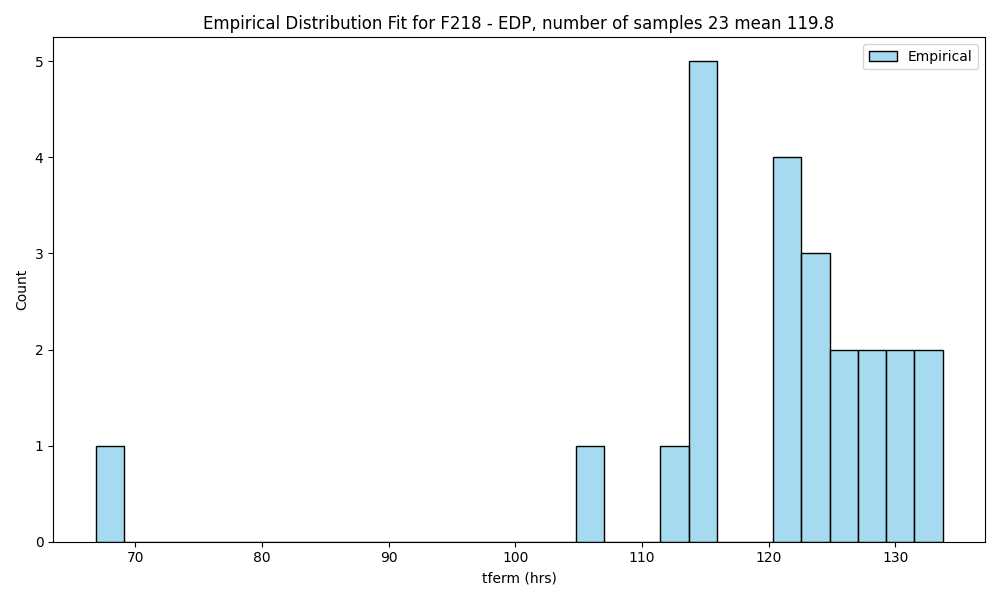 Empirical Distribution Fit for F218 - EDP, number of samples 23 mean 119.8
Empirical
5
4
3
2
1
0
Count
70 80 90 100 110 120 130
tferm (hrs)